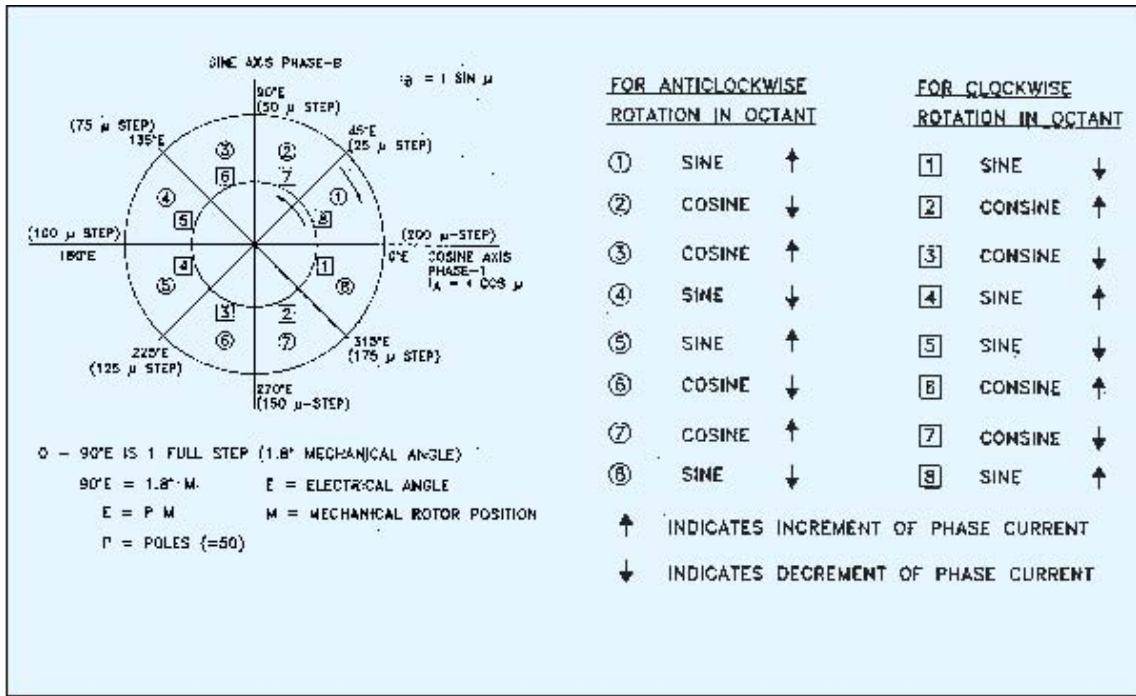 SINE AXIS PHASE-B
= I SIN μ
90°E
(50 μ STEP)
(75 μ STEP)
135°E
45°E
(25 μ STEP)
③
②
6
7
④
①
5
8
(100 μ STEP)
180°E
(200 μ-STEP)
0°E COSINE AXIS
PHASE-1
= COS μ
4
1
⑤
⑧
3
2
⑥
⑦
225°E
(125 μ STEP)
315°E
(175 μ STEP)
270°E
(150 μ-STEP)
0 - 90°E IS 1 FULL STEP (1.8° MECHANICAL ANGLE)
90°E = 1.8° M. E = ELECTRICAL ANGLE
E = P M M = MECHANICAL ROTOR POSITION
P = POLES (=50)
FOR ANTICLOCKWISE
ROTATION IN OCTANT
① SINE ↑
② COSINE ↓
③ COSINE ↑
④ SINE ↓
⑤ SINE ↑
⑥ COSINE ↓
⑦ COSINE ↑
⑧ SINE ↓
FOR CLOCKWISE
ROTATION IN OCTANT
1 SINE ↓
2 CONSINE ↑
3 CONSINE ↓
4 SINE ↑
5 SINE ↓
6 CONSINE ↑
7 CONSINE ↓
8 SINE ↑
↑ INDICATES INCREMENT OF PHASE CURRENT
↓ INDICATES DECREMENT OF PHASE CURRENT